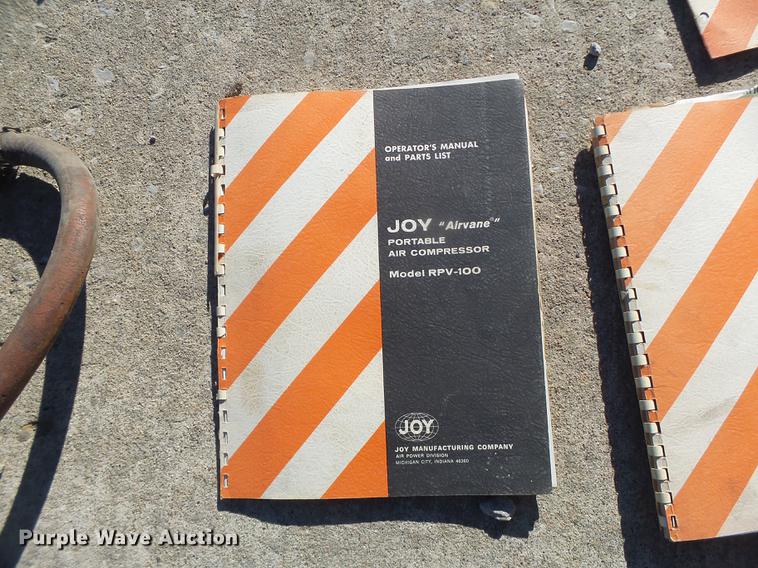 OPERATOR'S MANUAL
and PARTS LIST
JOY "Airvane®"
PORTABLE
AIR COMPRESSOR
Model RPV-100
JOY
JOY MANUFACTURING COMPANY
AIR POWER DIVISION
MICHIGAN CITY, INDIANA 46360
Purple Wave Auction